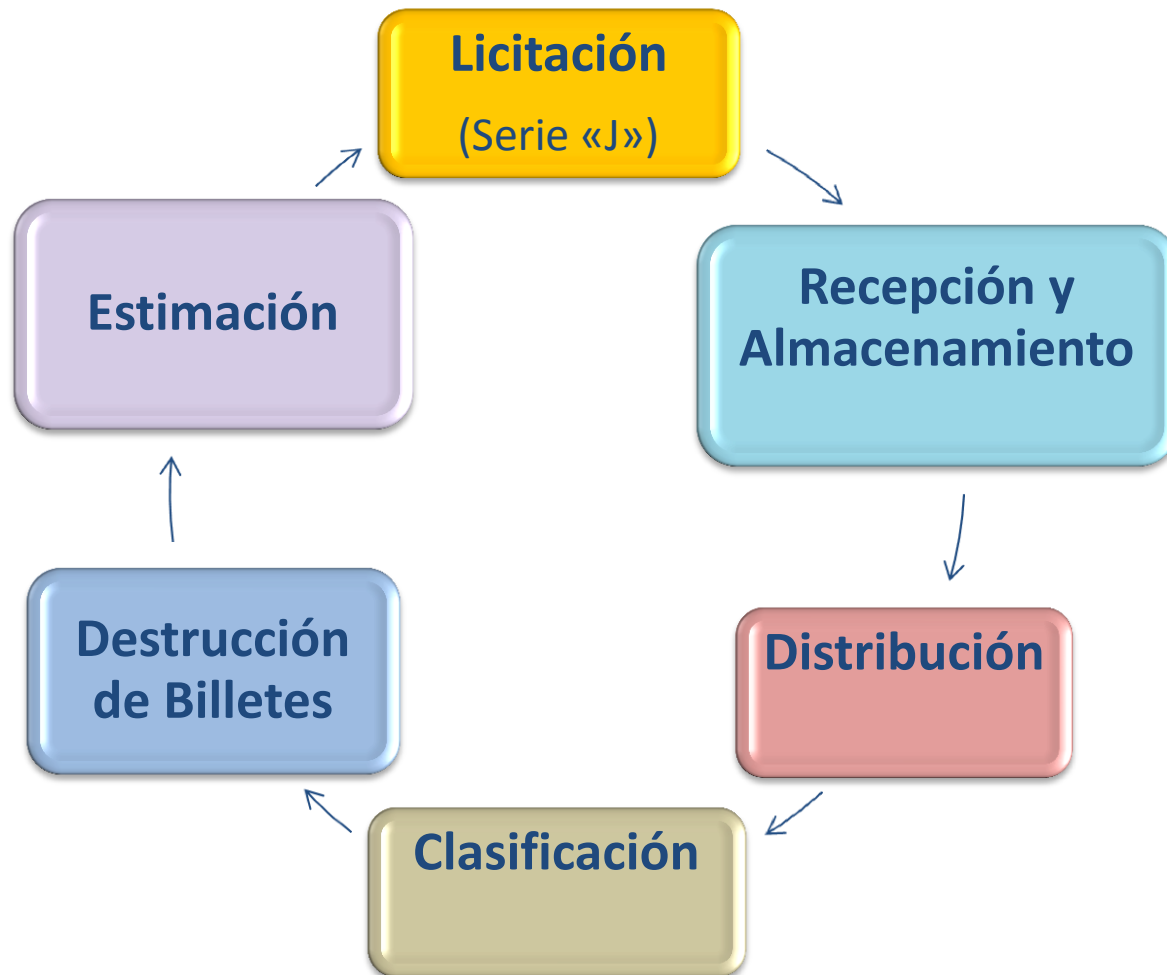 Licitación
(Serie «J»)
Recepción y
Almacenamiento
Distribución
Clasificación
Destrucción
de Billetes
Estimación